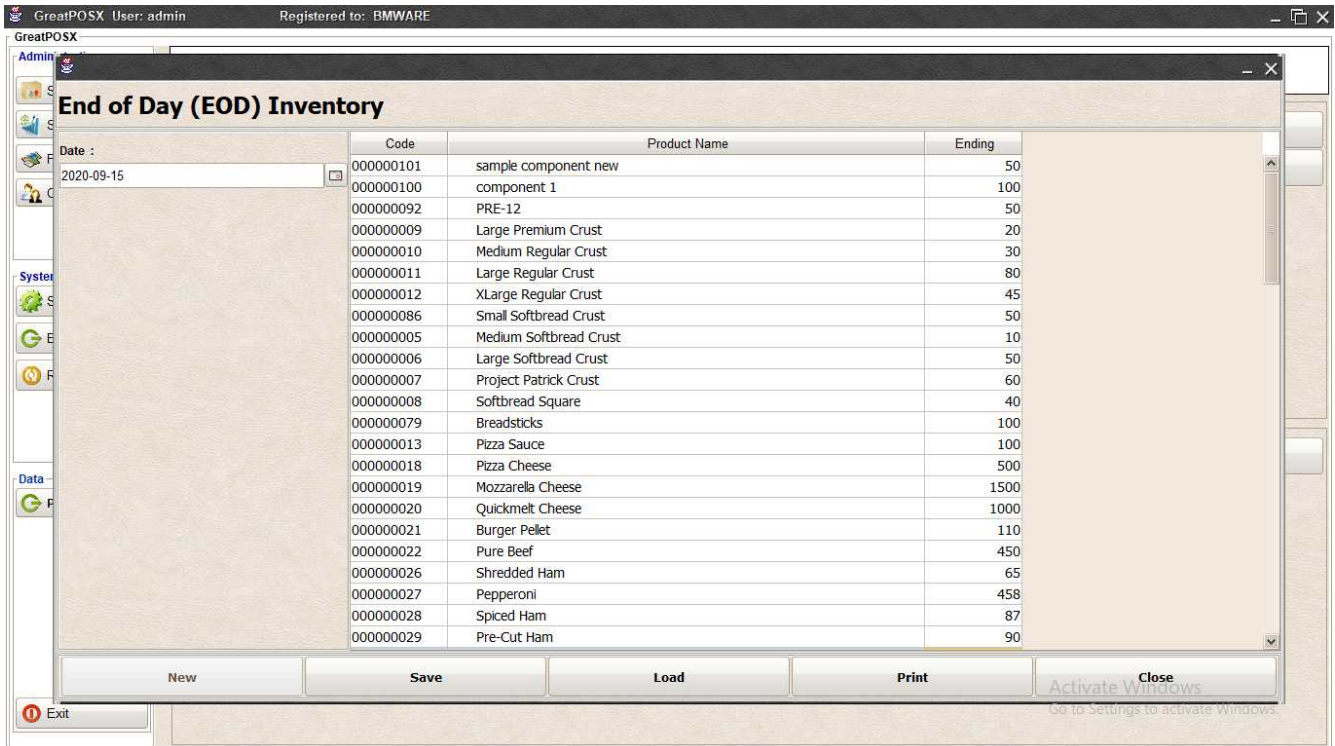 GreatPOSX User: admin Registered to: BMWARE
GreatPOSX
End of Day (EOD) Inventory
Date :
2020-09-15
Code Product Name Ending
000000101 sample component new 50
000000100 component 1 100
000000092 PRE-12 50
000000009 Large Premium Crust 20
000000010 Medium Regular Crust 30
000000011 Large Regular Crust 80
000000012 XLarge Regular Crust 45
000000086 Small Softbread Crust 50
000000005 Medium Softbread Crust 10
000000006 Large Softbread Crust 50
000000007 Project Patrick Crust 60
000000008 Softbread Square 40
000000079 Breadsticks 100
000000013 Pizza Sauce 100
000000018 Pizza Cheese 500
000000019 Mozzarella Cheese 1500
000000020 Quickmelt Cheese 1000
000000021 Burger Pellet 110
000000022 Pure Beef 450
000000026 Shredded Ham 65
000000027 Pepperoni 458
000000028 Spiced Ham 87
000000029 Pre-Cut Ham 90
Data
New Save Load Print Close
Activate Windows
Go to Settings to activate Windows.
Exit